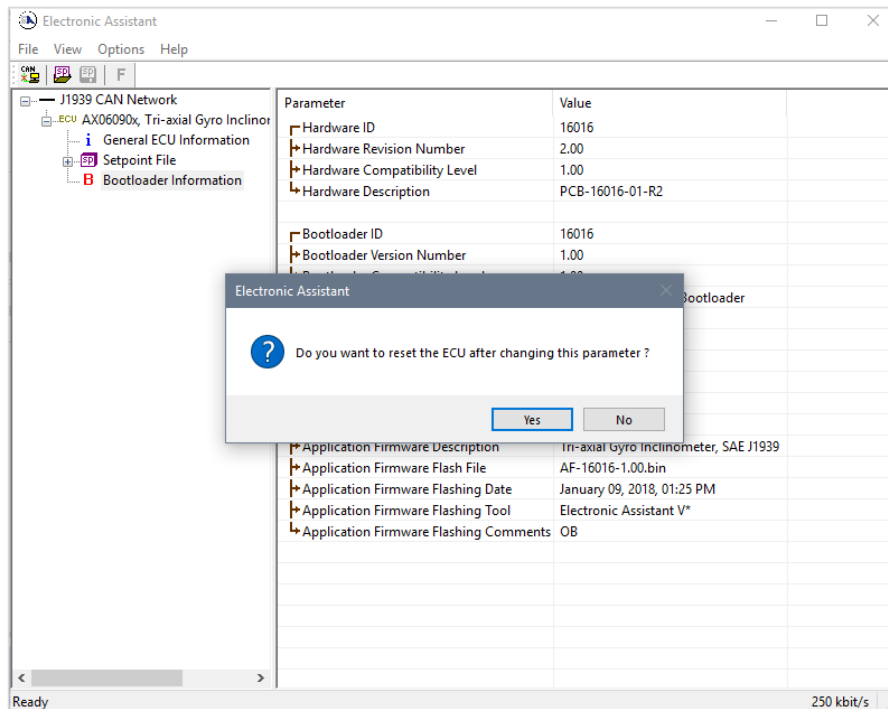 Electronic Assistant
File View Options Help
CAN SP SP F
J1939 CAN Network
ECU AX06090x, Tri-axial Gyro Inclinor
i General ECU Information
SP Setpoint File
B Bootloader Information
Parameter Value
Hardware ID 16016
Hardware Revision Number 2.00
Hardware Compatibility Level 1.00
Hardware Description PCB-16016-01-R2
Bootloader ID 16016
Bootloader Version Number 1.00
Bootloader
Electronic Assistant
Do you want to reset the ECU after changing this parameter ?
Yes No
Application Firmware Description Tri-axial Gyro Inclinometer, SAE J1939
Application Firmware Flash File AF-16016-1.00.bin
Application Firmware Flashing Date January 09, 2018, 01:25 PM
Application Firmware Flashing Tool Electronic Assistant V*
Application Firmware Flashing Comments OB
Ready 250 kbit/s